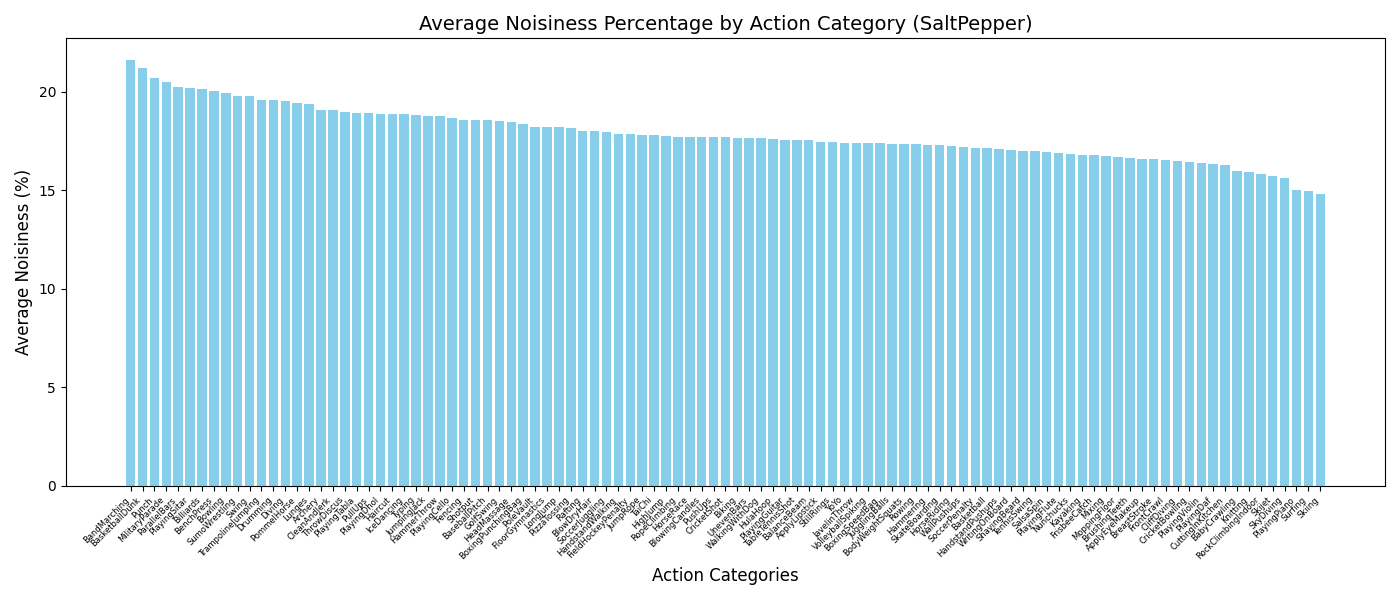 Average Noisiness Percentage by Action Category (SaltPepper)
Average Noisiness (%)
20
15
10
5
0
BandMarching
BasketballDunk
Punch
MilitaryParade
ParallelBars
PlayingSitar
Billiards
BenchPress
Bowling
SumoWrestling
Swing
TrampolineJumping
Drumming
Mixing
PommelHorse
Lunges
Archery
CleanAndJerk
ThrowDiscus
PlayingTabla
PullUps
PlayingDhol
Haircut
IceDancing
Typing
JumpingJack
HammerThrow
PlayingCello
Fencing
Shotput
BaseballPitch
GolfSwing
HeadMassage
BoxingPunchingBag
PoleVault
FloorGymnastics
LongJump
PizzaTossing
Rafting
BlowDryHair
SoccerJuggling
HandstandWalking
FieldHockeyPenalty
JumpRope
TaiChi
HighJump
RopeClimbing
HorseRace
BlowingCandles
PushUps
CricketShot
Biking
UnevenBars
WalkingWithDog
HulaHoop
PlayingGuitar
TableTennisShot
BalanceBeam
ApplyLipstick
StillRings
YoYo
JavelinThrow
VolleyballSpiking
BoxingSpeedBag
JugglingBalls
BodyWeightSquats
Rowing
Hammering
SkateBoarding
HorseRiding
WallPushups
SoccerPenalty
Basketball
HandstandPushups
WritingOnBoard
ShavingBeard
TennisSwing
SalsaSpin
PlayingFlute
Nunchucks
Kayaking
FrisbeeCatch
MoppingFloor
BrushingTeeth
ApplyEyeMakeup
BreastStroke
FrontCrawl
CliffDiving
CricketBowling
PlayingViolin
PlayingDaf
CuttingInKitchen
BabyCrawling
Knitting
RockClimbingIndoor
Skijet
SkyDiving
PlayingPiano
Surfing
Skiing
Action Categories